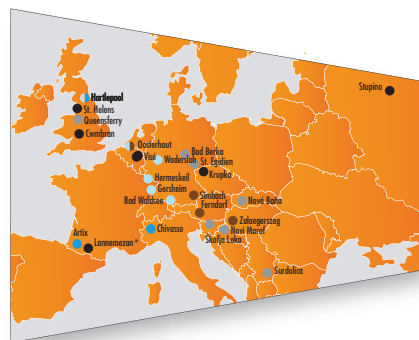 Stupino
Hartlepool
St. Helens
Queensferry
Cwmbran
Oosterhout
Visé
Wadersloh
Bad Berka
St. Egidien
Krupka
Hermeskeil
Gersheim
Bad Waldsee
Simbach
Ferndorf
Nová Baňa
Zalaegerszeg
Novi Marof
Škofja Loka
Artix
Lannemezan *
Chivasso
Surdulica